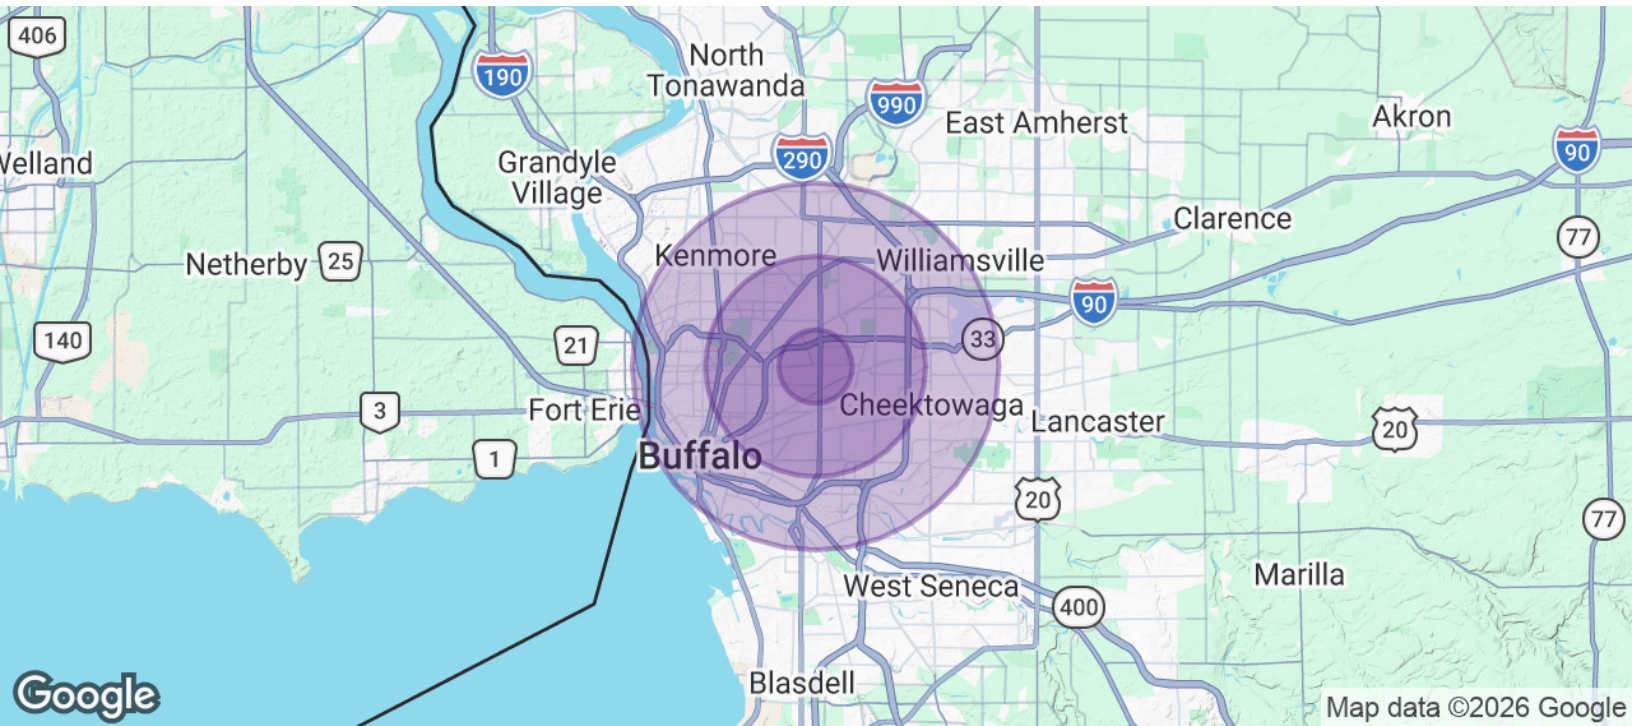 406
190
North
Tonawanda
990
East Amherst
Akron
Welland
Grandyle
Village
290
90
Clarence
77
Netherby
25
Kenmore
Williamsville
90
140
21
33
3
Fort Erie
Cheektowaga
Lancaster
20
1
Buffalo
20
77
West Seneca
400
Marilla
Blasdell
Google
Map data ©2026 Google